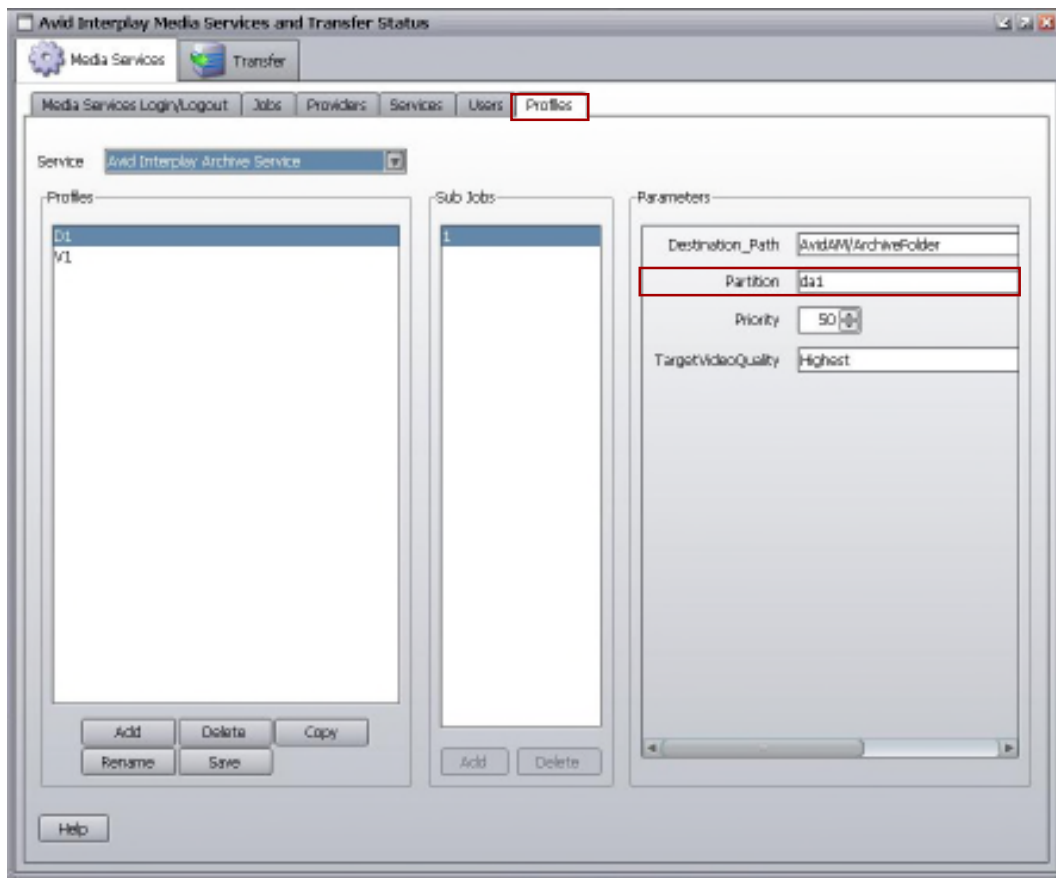 Avid Interplay Media Services and Transfer Status
Media Services Transfer
Media Services Login/Logout Jobs Providers Services Users Profiles
Service Avid Interplay Archive Service
Profiles Sub Jobs Parameters
D1 1 Destination_Path AvidAM/ArchiveFolder
V1
Partition da1
Priority 50
TargetVideoQuality Highest
Add Delete Copy
Rename Save Add Delete
Help